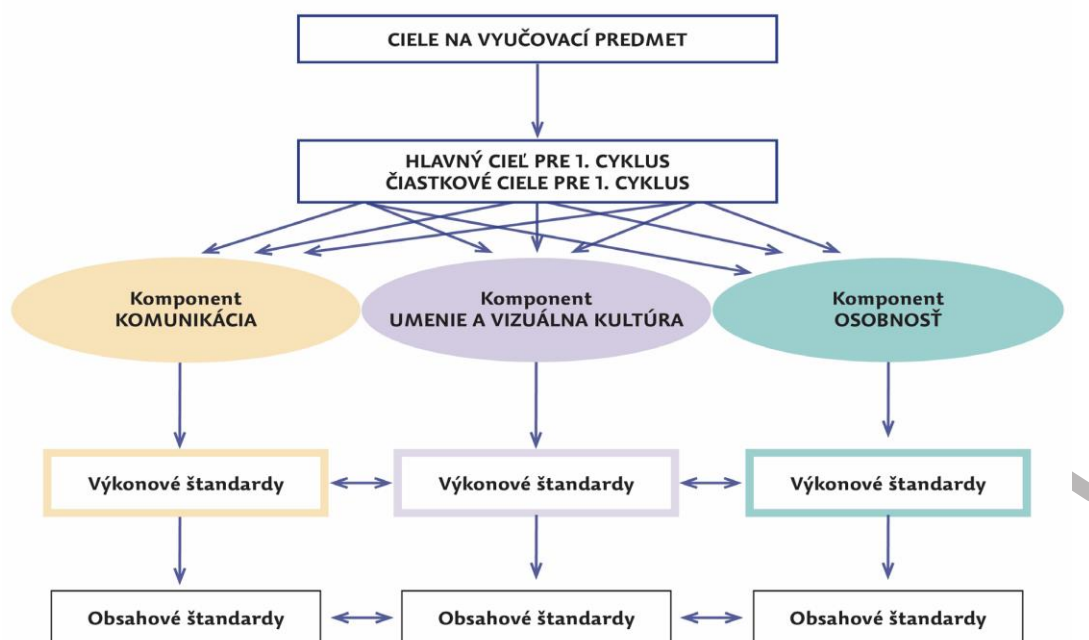 CIELE NA VYUČOVACÍ PREDMET
HLAVNÝ CIEĽ PRE 1. CYKLUS
ČIASTKOVÉ CIELE PRE 1. CYKLUS
Komponent
KOMUNIKÁCIA
Komponent
UMENIE A VIZUÁLNA KULTÚRA
Komponent
OSOBNOSŤ
Výkonové štandardy
Výkonové štandardy
Výkonové štandardy
Obsahové štandardy
Obsahové štandardy
Obsahové štandardy